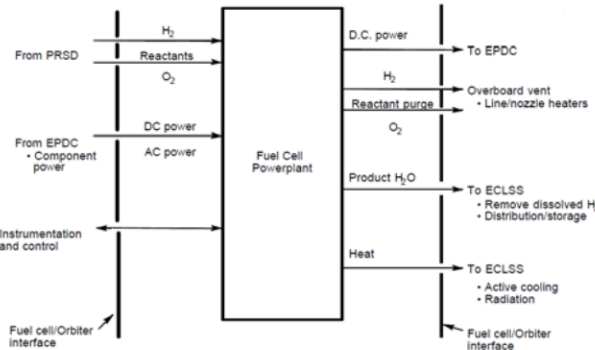 From PRSD
H₂
Reactants
O₂
From EPDC
• Component
power
DC power
AC power
Instrumentation
and control
Fuel cell/Orbiter
interface
Fuel Cell
Powerplant
D.C. power
To EPDC
H₂
Reactant purge
O₂
Overboard vent
• Line/nozzle heaters
Product H₂O
To ECLSS
• Remove dissolved H
• Distribution/storage
Heat
To ECLSS
• Active cooling
• Radiation
Fuel cell/Orbiter
interface